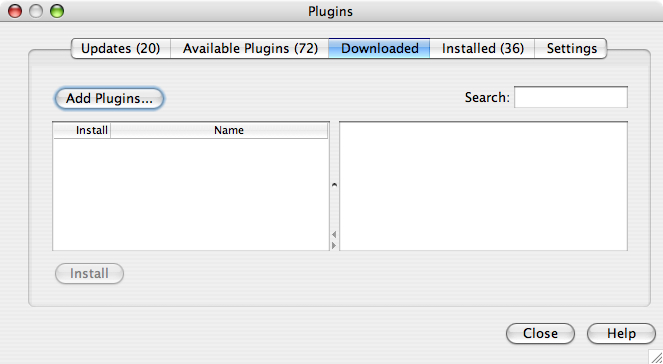 Plugins
Updates (20) Available Plugins (72) Downloaded Installed (36) Settings
Add Plugins... Search:
Install Name
Install
Close Help